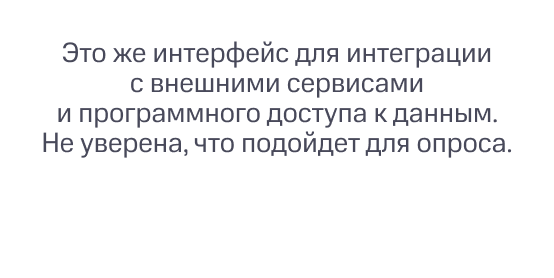 Это же интерфейс для интеграции
с внешними сервисами
и программного доступа к данным.
Не уверена, что подойдет для опроса.